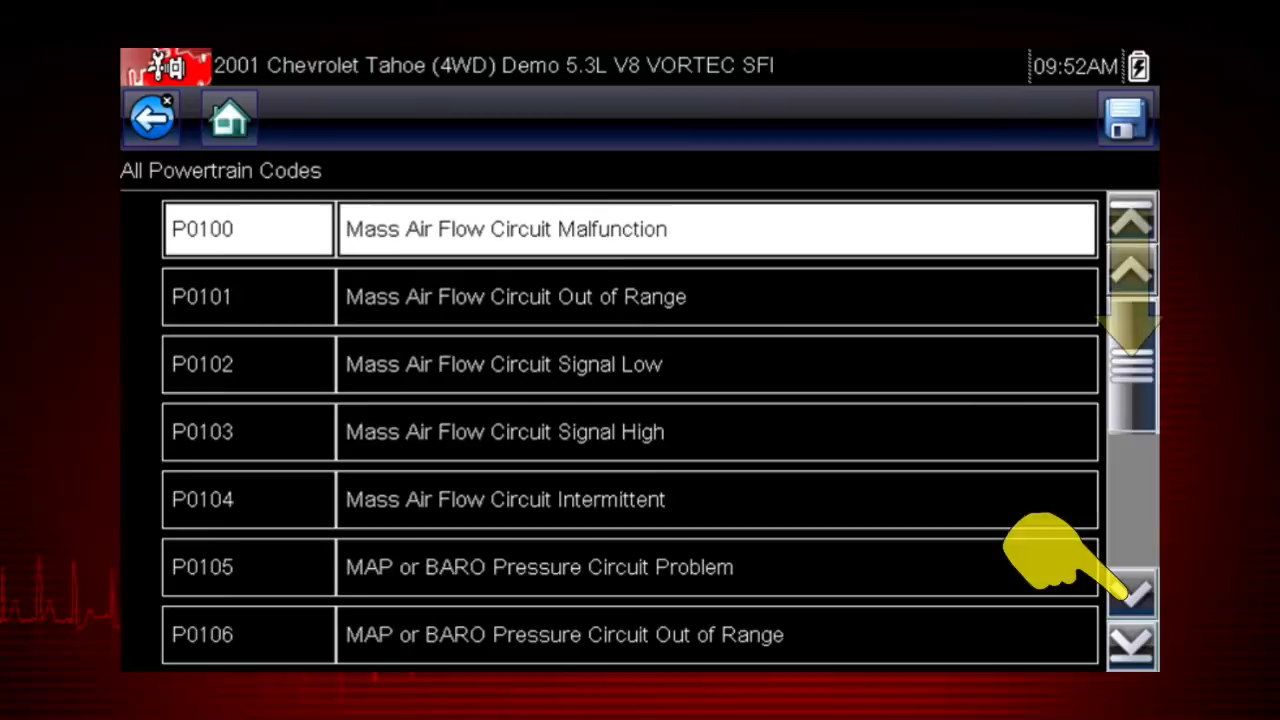 2001 Chevrolet Tahoe (4WD) Demo 5.3L V8 VORTEC SFI 09:52AM
All Powertrain Codes
P0100 Mass Air Flow Circuit Malfunction
P0101 Mass Air Flow Circuit Out of Range
P0102 Mass Air Flow Circuit Signal Low
P0103 Mass Air Flow Circuit Signal High
P0104 Mass Air Flow Circuit Intermittent
P0105 MAP or BARO Pressure Circuit Problem
P0106 MAP or BARO Pressure Circuit Out of Range